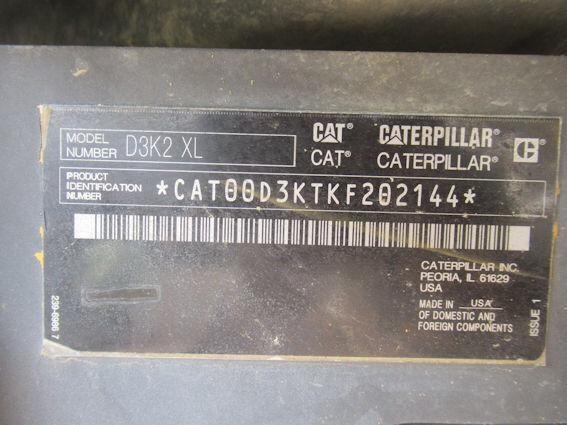 MODEL NUMBER D3K2 XL
CAT® CATERPILLAR® C
CAT® CATERPILLAR®
PRODUCT IDENTIFICATION NUMBER *CAT00D3KTKF202144*
CATERPILLAR INC.
PEORIA, IL 61629
USA
MADE IN USA
OF DOMESTIC AND
FOREIGN COMPONENTS
239-6986 7
ISSUE 1